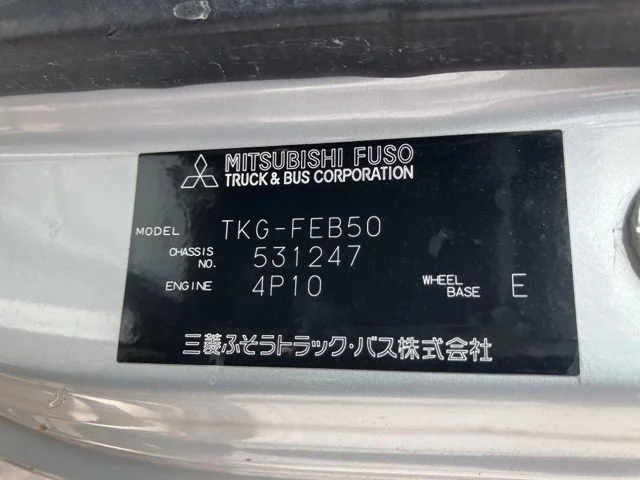 MITSUBISHI FUSO
TRUCK & BUS CORPORATION
MODEL TKG-FEB50
CHASSIS NO. 531247
ENGINE 4P10 WHEEL BASE E
三菱ふそうトラック・バス株式会社